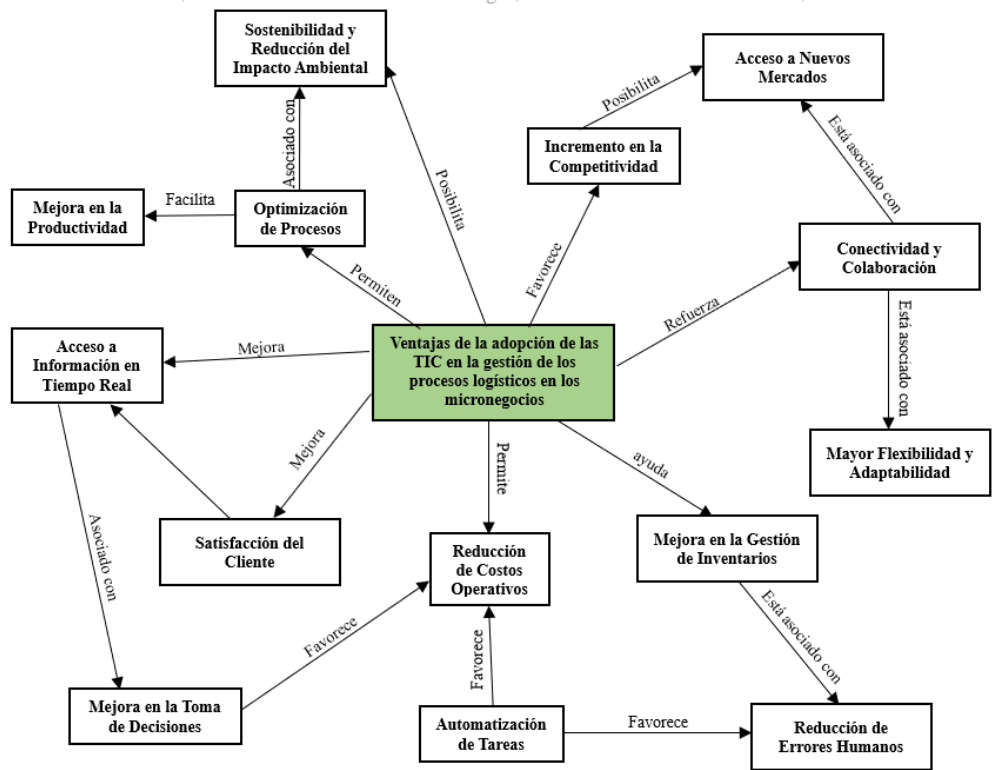 Sostenibilidad y
Reducción del
Impacto Ambiental
Acceso a Nuevos
Mercados
Posibilita
Asociado con
Incremento en la
Competitividad
Está asociado con
Posibilita
Mejora en la
Productividad
Facilita
Optimización
de Procesos
Favorece
Conectividad y
Colaboración
Permiten
Refuerza
Ventajas de la adopción de las
TIC en la gestión de los
procesos logísticos en los
micronegocios
Acceso a
Información en
Tiempo Real
Mejora
Está asociado con
Mejora
Permite
ayuda
Mayor Flexibilidad y
Adaptabilidad
Asociado con
Satisfacción del
Cliente
Reducción
de Costos
Operativos
Mejora en la Gestión
de Inventarios
Favorece
Favorece
Está asociado con
Mejora en la Toma
de Decisiones
Automatización
de Tareas
Favorece
Reducción de
Errores Humanos